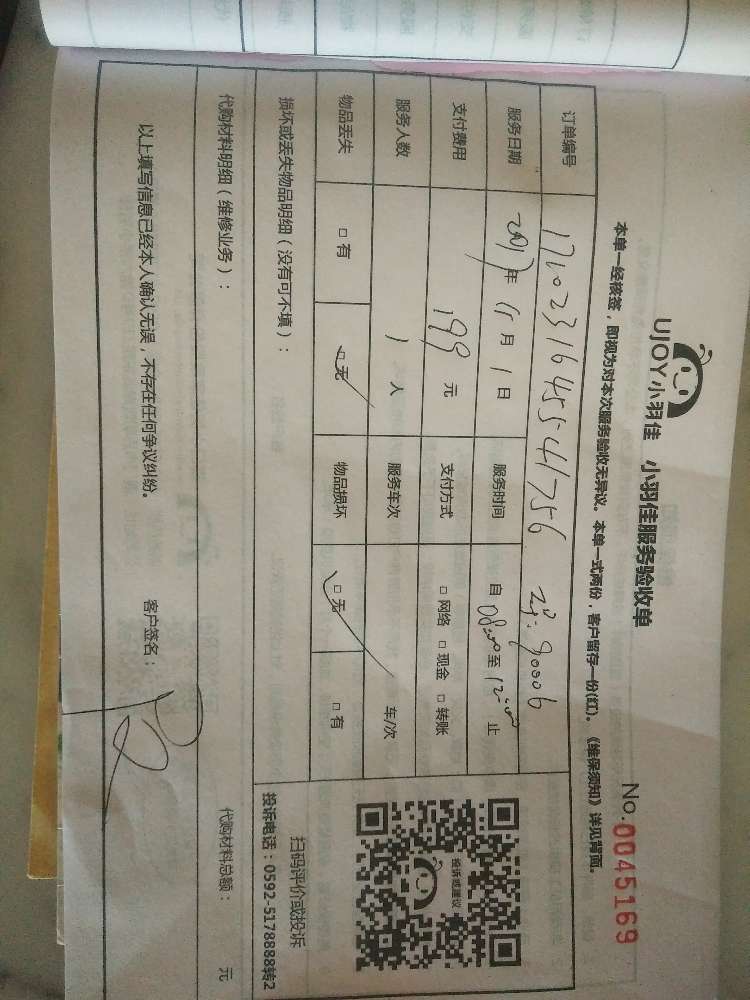 UJOY小羽佳 小羽佳服务验收单
No.0045169
本单一经核签，即视为对本次服务验收无异议。本单一式两份，客户留存一份(红)。《维保须知》详见背面。
订单编号 1710231645541756 90006
服务日期 2017年11月1日 服务时间 自08:00至12:00止
支付费用 199元 支付方式 □网络 □现金 □转账
服务人数 1人 服务车次 车/次
物品丢失 □有 □无 物品损坏 □无 □有
投诉或建议
扫码评价或投诉
投诉电话：0592-5178888转2
损坏或丢失物品明细（没有可不填）：
代购材料明细（维修业务）： 代购材料总额： 元
以上填写信息已经本人确认无误，不存在任何争议纠纷。 客户签名：